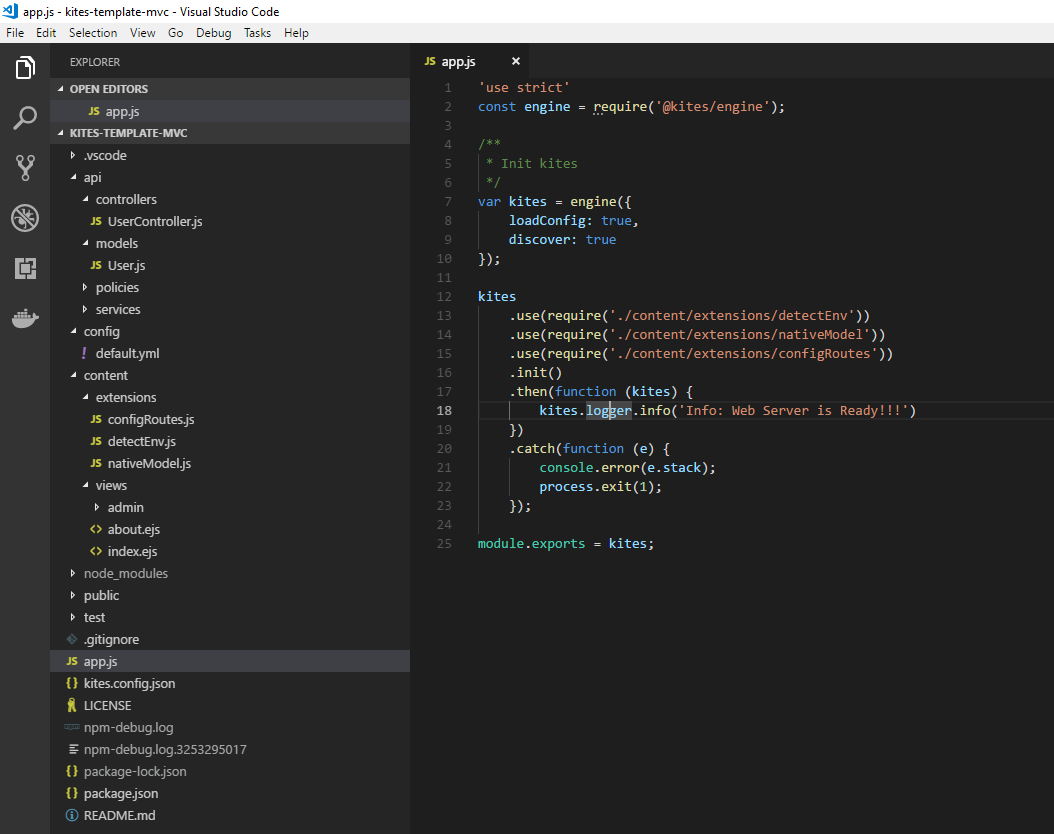 app.js - kites-template-mvc - Visual Studio Code
File Edit Selection View Go Debug Tasks Help
EXPLORER
OPEN EDITORS
JS app.js
KITES-TEMPLATE-MVC
.vscode
api
controllers
JS UserController.js
models
JS User.js
policies
services
config
! default.yml
content
extensions
JS configRoutes.js
JS detectEnv.js
JS nativeModel.js
views
admin
<> about.ejs
<> index.ejs
node_modules
public
test
.gitignore
JS app.js
{} kites.config.json
LICENSE
npm-debug.log
npm-debug.log.3253295017
{} package-lock.json
{} package.json
README.md
JS app.js ×
1 'use strict'
2 const engine = require('@kites/engine');
3
4 /**
5 * Init kites
6 */
7 var kites = engine({
8 loadConfig: true,
9 discover: true
10 });
11
12 kites
13 .use(require('./content/extensions/detectEnv'))
14 .use(require('./content/extensions/nativeModel'))
15 .use(require('./content/extensions/configRoutes'))
16 .init()
17 .then(function (kites) {
18 kites.logger.info('Info: Web Server is Ready!!!')
19 })
20 .catch(function (e) {
21 console.error(e.stack);
22 process.exit(1);
23 });
24
25 module.exports = kites;